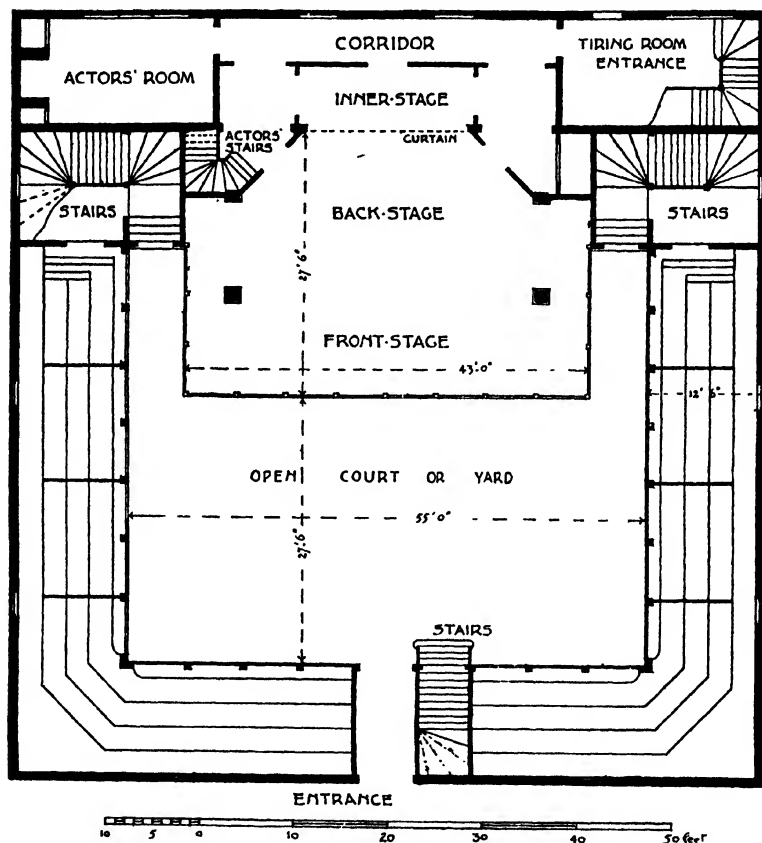 CORRIDOR
TIRING ROOM
ENTRANCE
ACTORS' ROOM
INNER-STAGE
ACTORS'
STAIRS
CURTAIN
STAIRS
BACK-STAGE
STAIRS
27'6"
FRONT-STAGE
43'.0"
12'6"
OPEN COURT OR YARD
55'0"
27'6"
STAIRS
ENTRANCE
10 5 0 10 20 30 40 50 feet